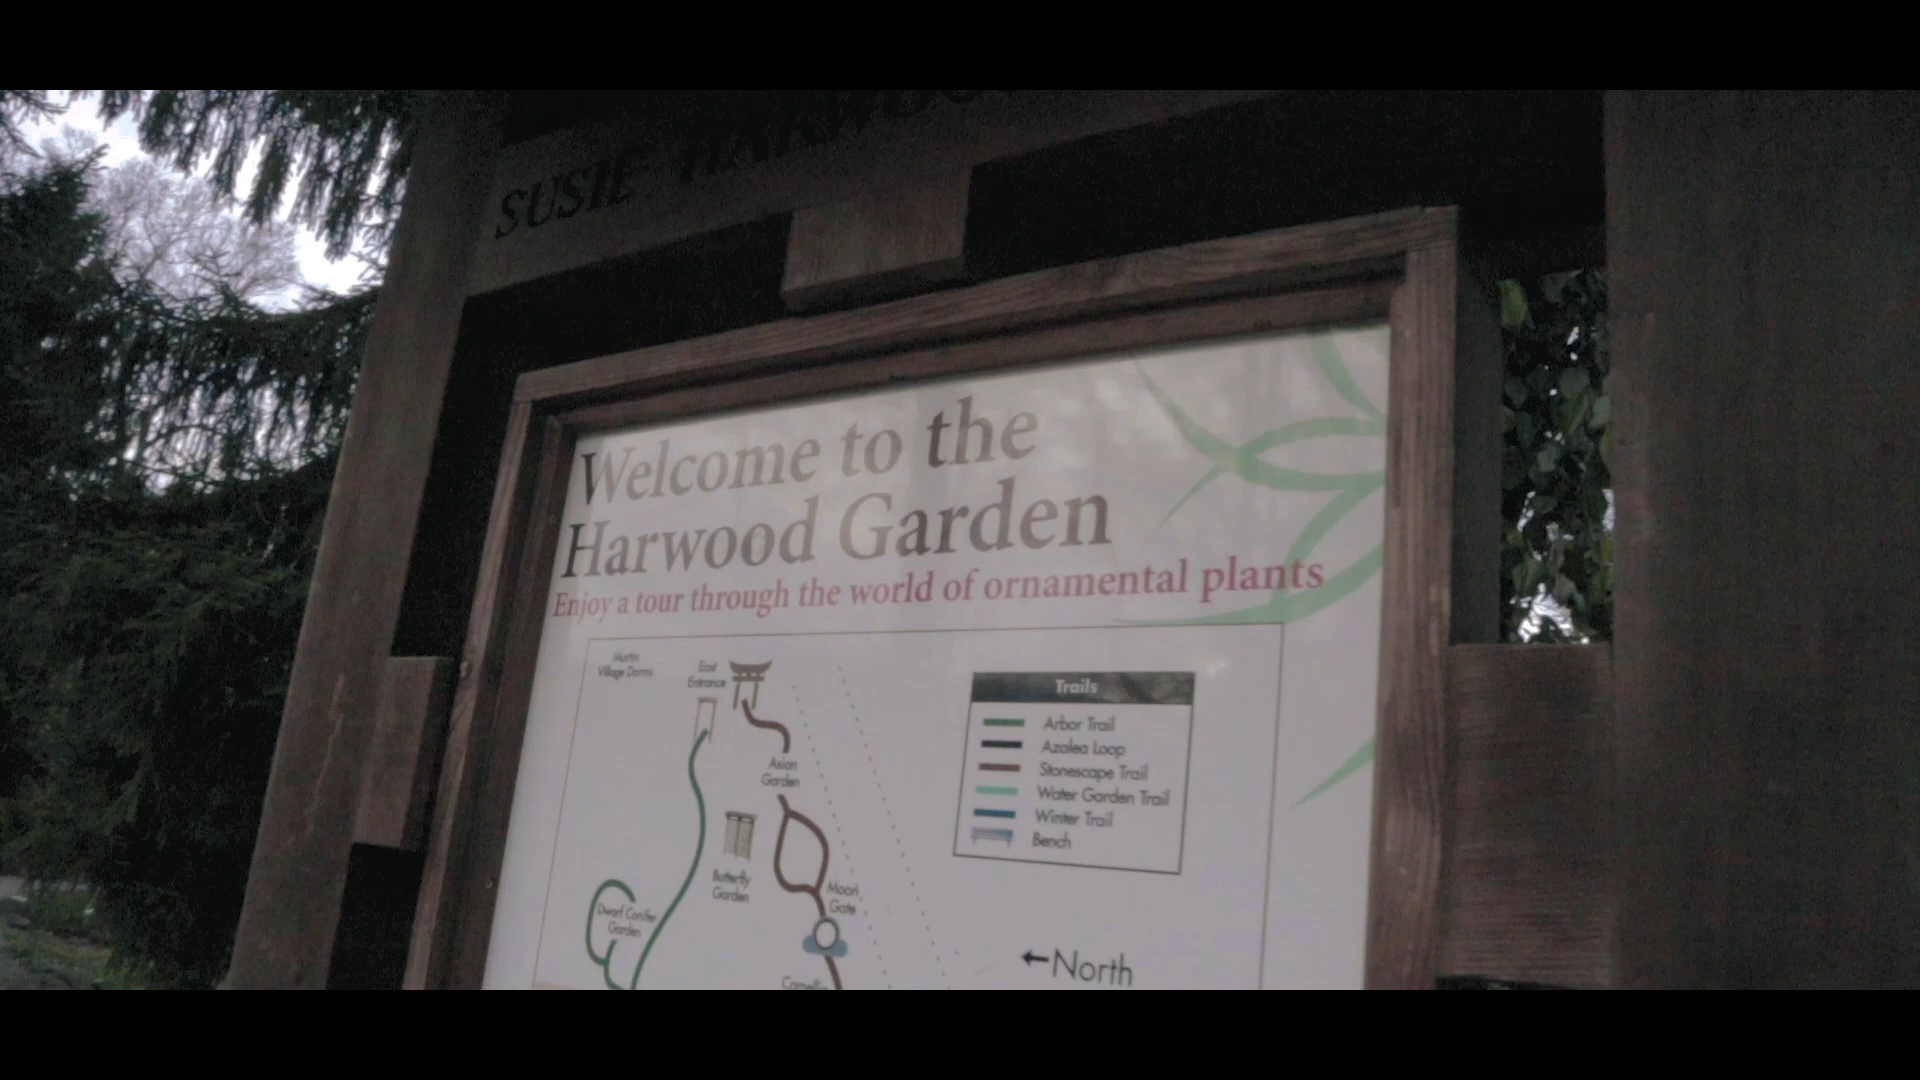 SUSIE HARWOO
Welcome to the
Harwood Garden
Enjoy a tour through the world of ornamental plants
Martin
Village Dorms
East
Entrance
Asian
Garden
Butterfly
Garden
Dwarf Conifer
Garden
Moon
Gate
Trails
Arbor Trail
Azalea Loop
Stonescape Trail
Water Garden Trail
Winter Trail
Bench
←North